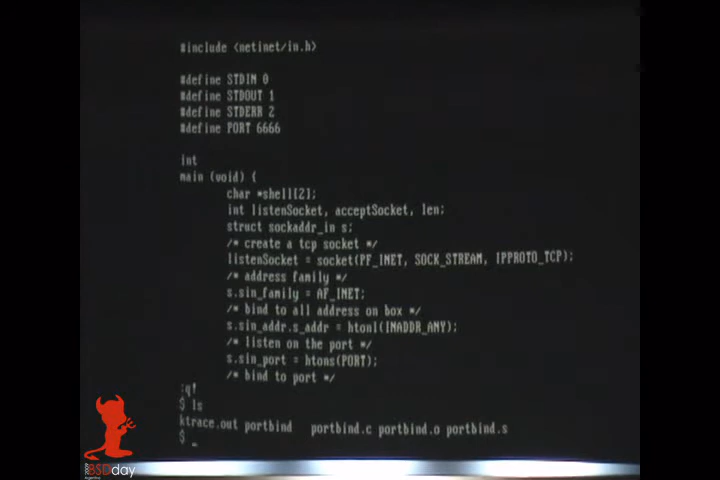 #include <netinet/in.h>
#define STDIN 0
#define STDOUT 1
#define STDERR 2
#define PORT 6666
int
main (void) {
char *shell[2];
int listenSocket, acceptSocket, len;
struct sockaddr_in s;
/* create a tcp socket */
listenSocket = socket(PF_INET, SOCK_STREAM, IPPROTO_TCP);
/* address family */
s.sin_family = AF_INET;
/* bind to all address on box */
s.sin_addr.s_addr = htonl(INADDR_ANY);
/* listen on the port */
s.sin_port = htons(PORT);
/* bind to port */
:q!
$ ls
ktrace.out portbind portbind.c portbind.o portbind.s
$ _
BSDday
Argentina